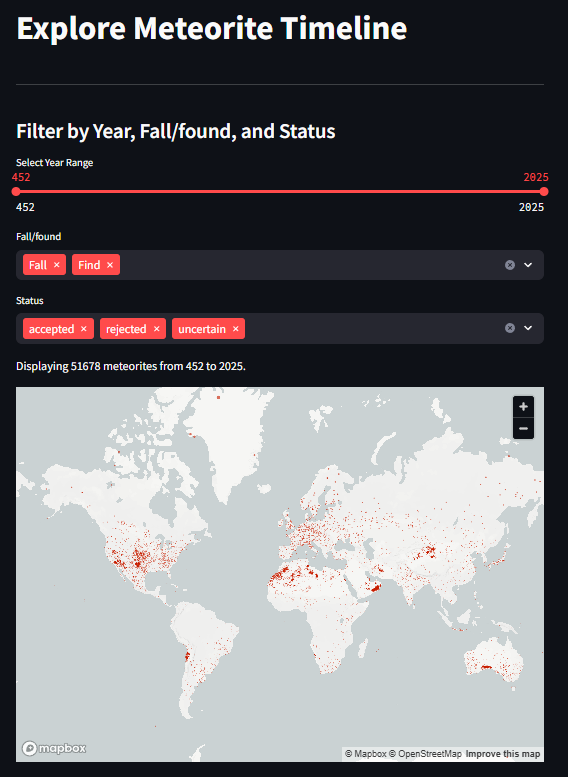 Explore Meteorite Timeline
Filter by Year, Fall/found, and Status
Select Year Range
452 2025
452 2025
Fall/found
Fall × Find ×
Status
accepted × rejected × uncertain ×
Displaying 51678 meteorites from 452 to 2025.
+
−
mapbox
© Mapbox © OpenStreetMap Improve this map